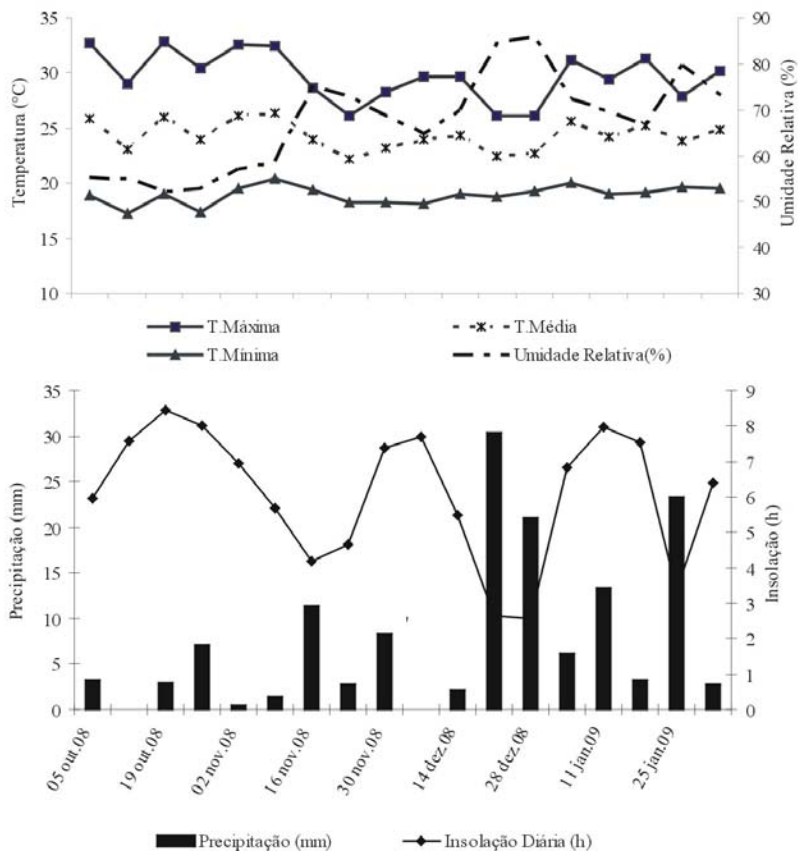 35
30
25
20
15
10
Temperatura (°C)
90
80
70
60
50
40
30
Umidade Relativa (%)
T.Máxima
T.Média
T.Mínima
Umidade Relativa(%)
35
30
25
20
15
10
5
0
Precipitação (mm)
9
8
7
6
5
4
3
2
1
0
Insolação (h)
05 out.08
19 out.08
02 nov.08
16 nov.08
30 nov.08
14 dez.08
28 dez.08
11 jan.09
25 jan.09
Precipitação (mm)
Insolação Diária (h)